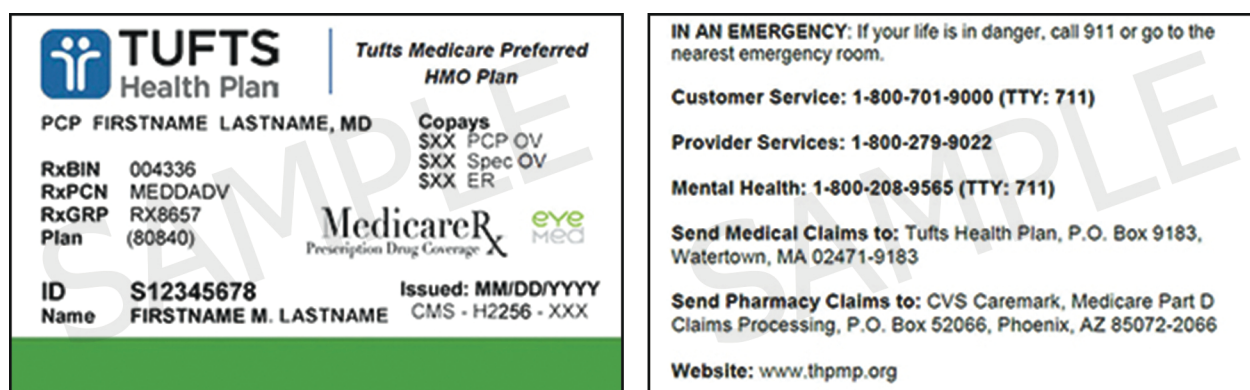 TUFTS
Health Plan
Tufts Medicare Preferred
HMO Plan
PCP FIRSTNAME LASTNAME, MD
Copays
$XX PCP OV
$XX Spec OV
$XX ER
RxBIN 004336
RxPCN MEDDADV
RxGRP RX8657
Plan (80840)
MedicareRx
Prescription Drug Coverage
eye
MED
ID S12345678
Name FIRSTNAME M. LASTNAME
Issued: MM/DD/YYYY
CMS - H2256 - XXX
SAMPLE
IN AN EMERGENCY: If your life is in danger, call 911 or go to the
nearest emergency room.
Customer Service: 1-800-701-9000 (TTY: 711)
Provider Services: 1-800-279-9022
Mental Health: 1-800-208-9565 (TTY: 711)
Send Medical Claims to: Tufts Health Plan, P.O. Box 9183,
Watertown, MA 02471-9183
Send Pharmacy Claims to: CVS Caremark, Medicare Part D
Claims Processing, P.O. Box 52066, Phoenix, AZ 85072-2066
Website: www.thpmp.org
SAMPLE